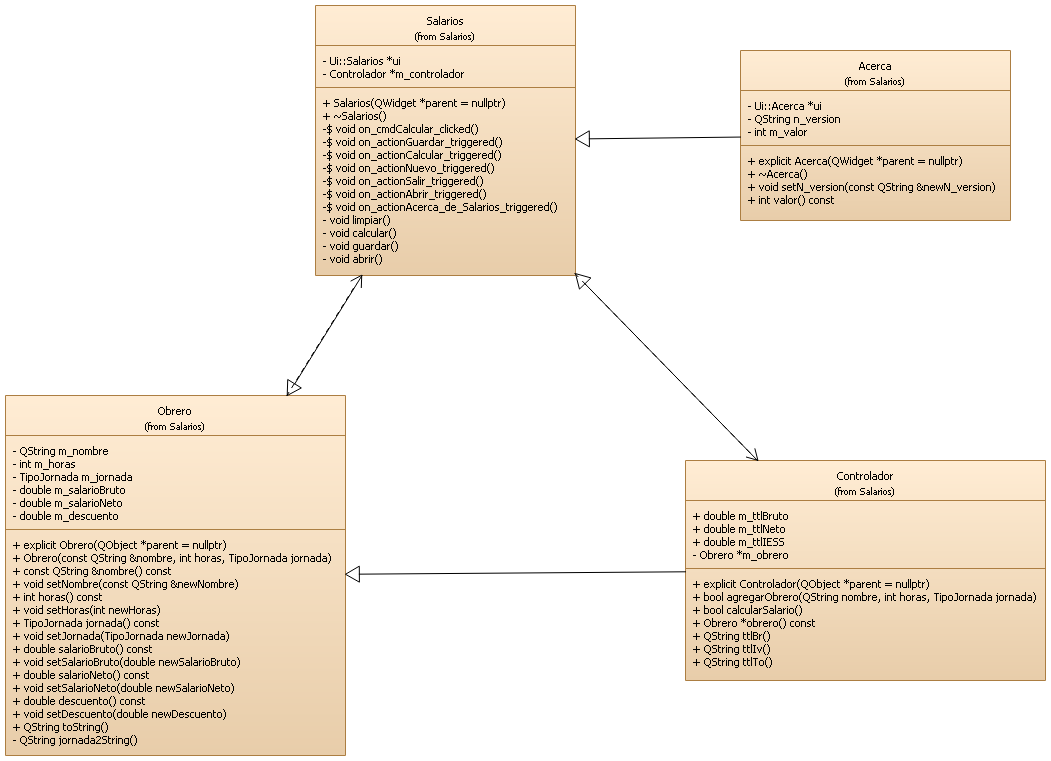 Salarios
(from Salarios)
- Ui::Salarios *ui
- Controlador *m_controlador
+ Salarios(QWidget *parent = nullptr)
+ ~Salarios()
-$ void on_cmdCalcular_clicked()
-$ void on_actionGuardar_triggered()
-$ void on_actionCalcular_triggered()
-$ void on_actionNuevo_triggered()
-$ void on_actionSalir_triggered()
-$ void on_actionAbrir_triggered()
-$ void on_actionAcerca_de_Salarios_triggered()
- void limpiar()
- void calcular()
- void guardar()
- void abrir()
Acerca
(from Salarios)
- Ui::Acerca *ui
- QString n_version
- int m_valor
+ explicit Acerca(QWidget *parent = nullptr)
+ ~Acerca()
+ void setN_version(const QString &newN_version)
+ int valor() const
Obrero
(from Salarios)
- QString m_nombre
- int m_horas
- TipoJornada m_jornada
- double m_salarioBruto
- double m_salarioNeto
- double m_descuento
+ explicit Obrero(QObject *parent = nullptr)
+ Obrero(const QString &nombre, int horas, TipoJornada jornada)
+ const QString &nombre() const
+ void setNombre(const QString &newNombre)
+ int horas() const
+ void setHoras(int newHoras)
+ TipoJornada jornada() const
+ void setJornada(TipoJornada newJornada)
+ double salarioBruto() const
+ void setSalarioBruto(double newSalarioBruto)
+ double salarioNeto() const
+ void setSalarioNeto(double newSalarioNeto)
+ double descuento() const
+ void setDescuento(double newDescuento)
+ QString toString()
- QString jornada2String()
Controlador
(from Salarios)
+ double m_ttlBruto
+ double m_ttlNeto
+ double m_ttlIESS
- Obrero *m_obrero
+ explicit Controlador(QObject *parent = nullptr)
+ bool agregarObrero(QString nombre, int horas, TipoJornada jornada)
+ bool calcularSalario()
+ Obrero *obrero() const
+ QString ttlBr()
+ QString ttlIv()
+ QString ttlTo()